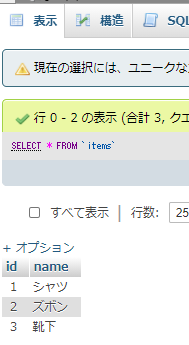 表示 構造 SQL
現在の選択には、ユニークな
行 0 - 2 の表示 (合計 3, クエ
SELECT * FROM `items`
すべて表示 | 行数: 25
+ オプション
id name
1 シャツ
2 ズボン
3 靴下